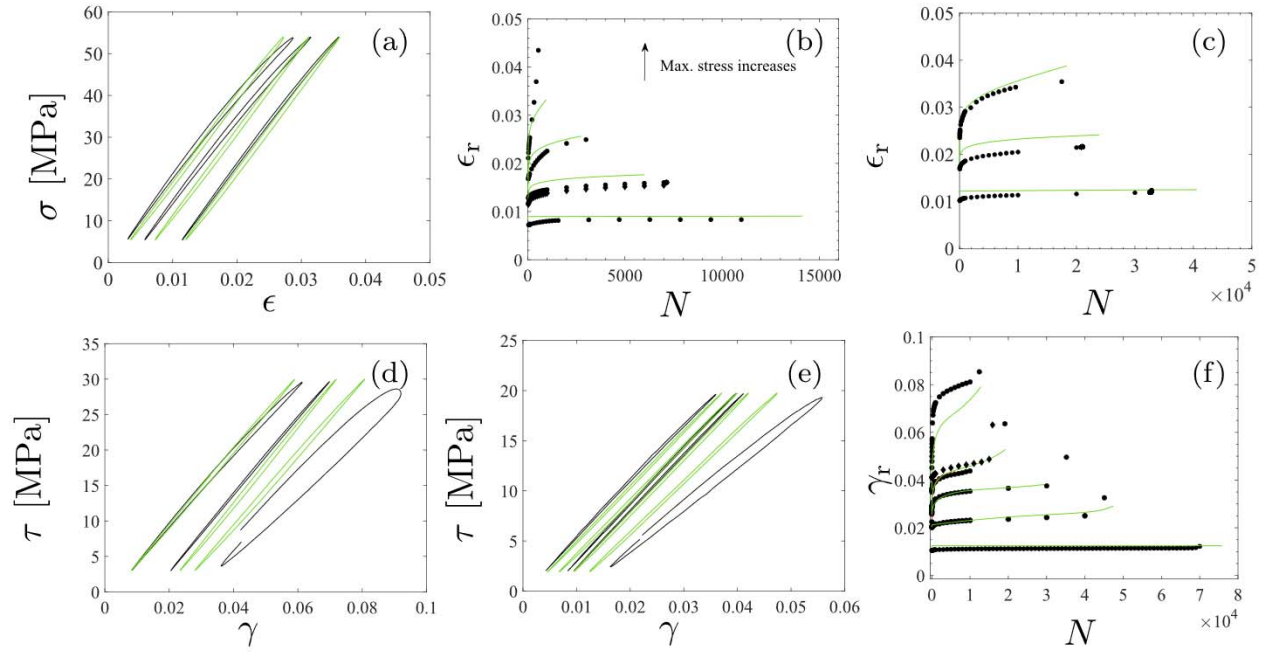 60
50
40
30
20
10
0
0 0.01 0.02 0.03 0.04 0.05
σ [MPa]
ϵ
(a)
0.05
0.04
0.03
0.02
0.01
0
0 5000 10000 15000
ϵr
N
(b)
Max. stress increases
0.05
0.04
0.03
0.02
0.01
0
0 1 2 3 4 5
×10⁴
ϵr
N
(c)
35
30
25
20
15
10
5
0
0 0.02 0.04 0.06 0.08 0.1
τ [MPa]
γ
(d)
25
20
15
10
5
0
0 0.01 0.02 0.03 0.04 0.05 0.06
τ [MPa]
γ
(e)
0.1
0.08
0.06
0.04
0.02
0
0 1 2 3 4 5 6 7 8
×10⁴
γr
N
(f)